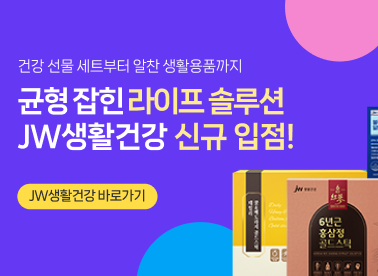 건강 선물 세트부터 알찬 생활용품까지
균형 잡힌 라이프 솔루션
JW생활건강 신규 입점!
JW생활건강 바로가기
JW
6년근
홍삼정
골드스틱